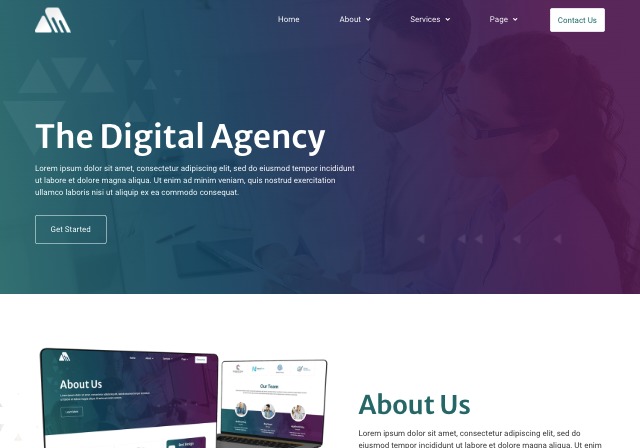 Home About Services Page Contact Us
The Digital Agency
Lorem ipsum dolor sit amet, consectetur adipiscing elit, sed do eiusmod tempor incididunt
ut labore et dolore magna aliqua. Ut enim ad minim veniam, quis nostrud exercitation
ullamco laboris nisi ut aliquip ex ea commodo consequat.
Get Started
About Us
Our Team
About Us
Lorem ipsum dolor sit amet, consectetur adipiscing elit, sed do
eiusmod tempor incididunt ut labore et dolore magna aliqua. Ut enim